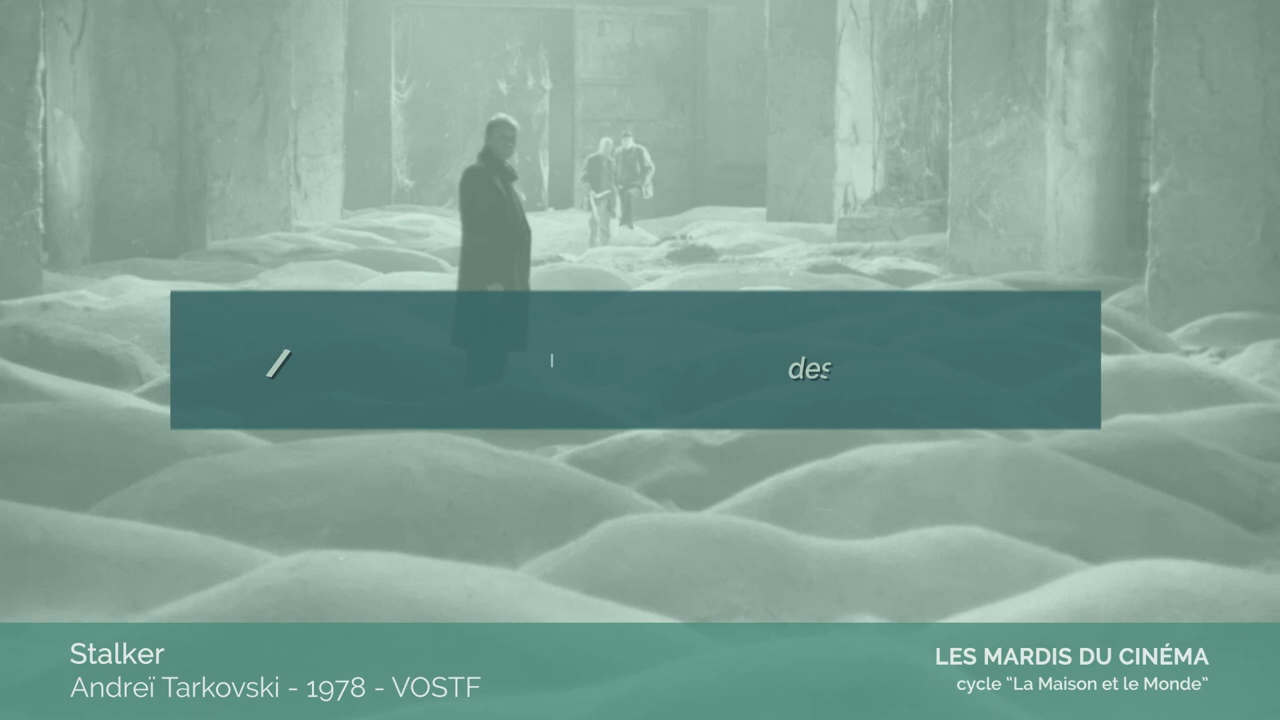 des
Stalker
Andreï Tarkovski - 1978 - VOSTF
LES MARDIS DU CINÉMA
cycle “La Maison et le Monde”